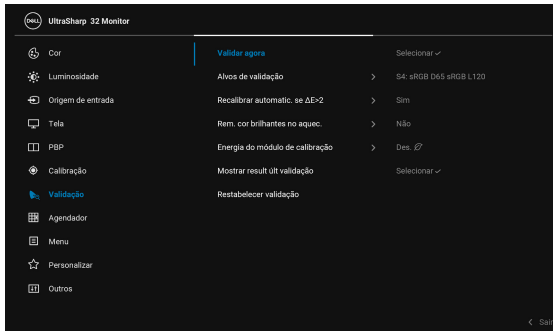 DELL UltraSharp 32 Monitor
Cor
Validar agora Selecionar
Luminosidade
Alvos de validação S4: sRGB D65 sRGB L120
Origem de entrada
Recalibrar automatic. se ΔE>2 Sim
Tela
Rem. cor brilhantes no aquec. Não
PBP
Energia do módulo de calibração Des.
Calibração
Mostrar result últ validação Selecionar
Validação
Restabelecer validação
Agendador
Menu
Personalizar
Outros
Sair